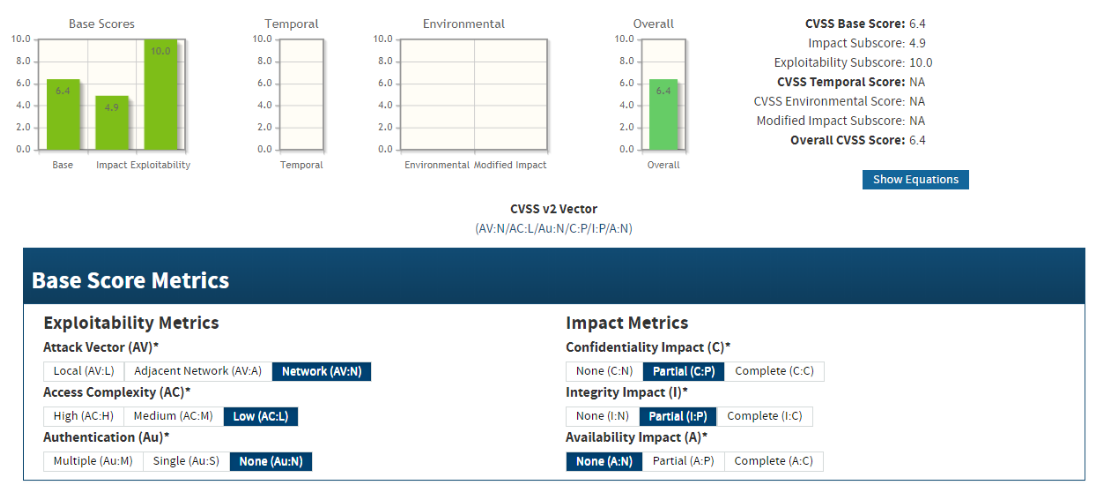 Base Scores
10.0
8.0
6.0
4.0
2.0
0.0
6.4
4.9
10.0
Base Impact Exploitability
Temporal
10.0
8.0
6.0
4.0
2.0
0.0
Temporal
Environmental
10.0
8.0
6.0
4.0
2.0
0.0
Environmental Modified Impact
Overall
10.0
8.0
6.0
4.0
2.0
0.0
6.4
Overall
CVSS Base Score: 6.4
Impact Subscore: 4.9
Exploitability Subscore: 10.0
CVSS Temporal Score: NA
CVSS Environmental Score: NA
Modified Impact Subscore: NA
Overall CVSS Score: 6.4
Show Equations
CVSS v2 Vector
(AV:N/AC:L/Au:N/C:P/I:P/A:N)
Base Score Metrics
Exploitability Metrics
Attack Vector (AV)*
Local (AV:L) Adjacent Network (AV:A) Network (AV:N)
Access Complexity (AC)*
High (AC:H) Medium (AC:M) Low (AC:L)
Authentication (Au)*
Multiple (Au:M) Single (Au:S) None (Au:N)
Impact Metrics
Confidentiality Impact (C)*
None (C:N) Partial (C:P) Complete (C:C)
Integrity Impact (I)*
None (I:N) Partial (I:P) Complete (I:C)
Availability Impact (A)*
None (A:N) Partial (A:P) Complete (A:C)